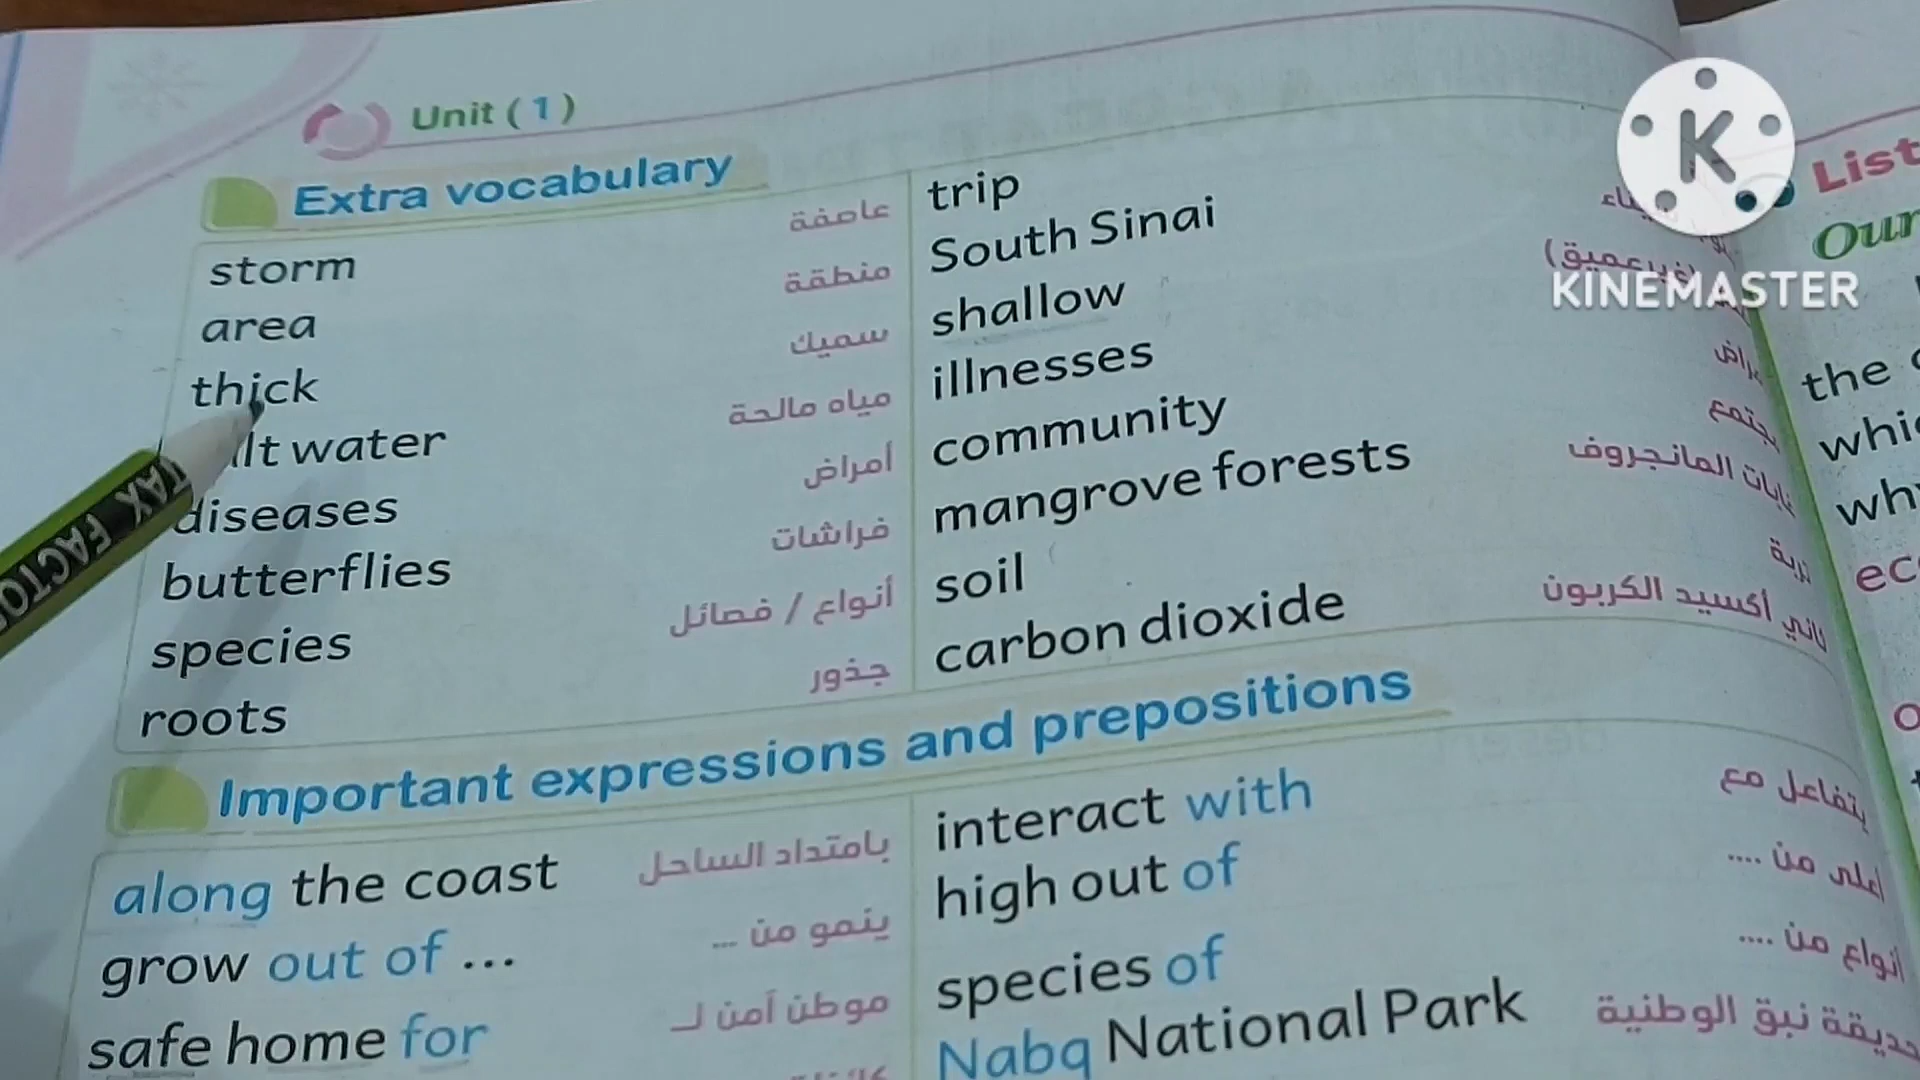 Unit ( 1 )
Extra vocabulary
storm عاصفة
area منطقة
thick سميك
water مياه مالحة
diseases أمراض
butterflies فراشات
species أنواع / فصائل
roots جذور
trip
South Sinai
shallow
illnesses
community
mangrove forests غابات المانجروف
soil تربة
carbon dioxide ثاني أكسيد الكربون
Important expressions and prepositions
along the coast بامتداد الساحل
grow out of ... ينمو من ...
safe home for موطن آمن لـ
interact with يتفاعل مع
high out of أعلى من ....
species of أنواع من ....
Nabq National Park حديقة نبق الوطنية
K
KINEMASTER
List
Our
the